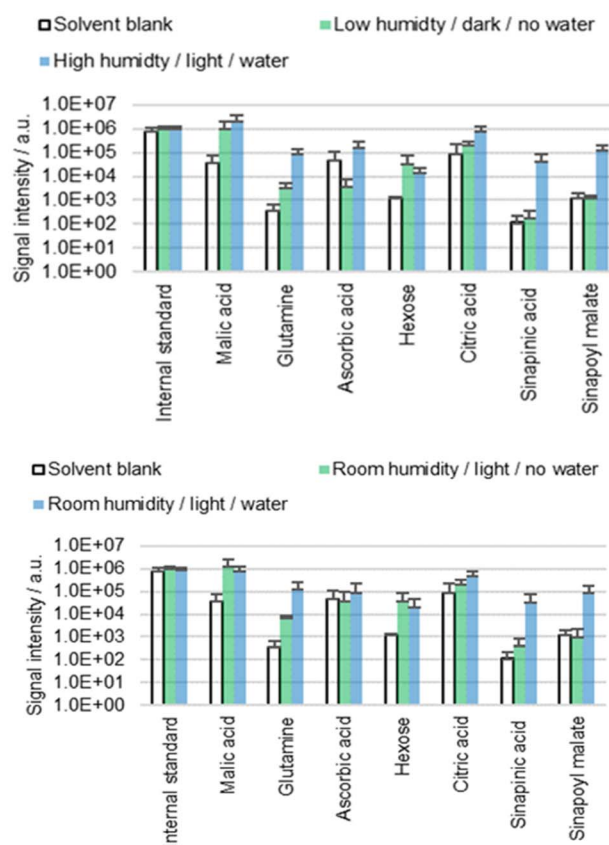 Solvent blank
Low humidty / dark / no water
High humidty / light / water
Signal intensity / a.u.
1.0E+07
1.0E+06
1.0E+05
1.0E+04
1.0E+03
1.0E+02
1.0E+01
1.0E+00
Internal standard
Malic acid
Glutamine
Ascorbic acid
Hexose
Citric acid
Sinapinic acid
Sinapoyl malate
Solvent blank
Room humidity / light / no water
Room humidity / light / water
Signal intensity / a.u.
1.0E+07
1.0E+06
1.0E+05
1.0E+04
1.0E+03
1.0E+02
1.0E+01
1.0E+00
nternal standard
Malic acid
Glutamine
Ascorbic acid
Hexose
Citric acid
Sinapinic acid
Sinapoyl malate